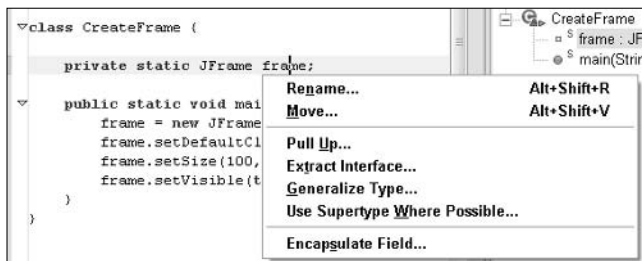 class CreateFrame {
private static JFrame frame;
public static void mai
frame = new JFrame
frame.setDefaultCl
frame.setSize(100,
frame.setVisible(t
}
}
Rename... Alt+Shift+R
Move... Alt+Shift+V
Pull Up...
Extract Interface...
Generalize Type...
Use Supertype Where Possible...
Encapsulate Field...
CreateFrame
S frame : JF
S main(Strin